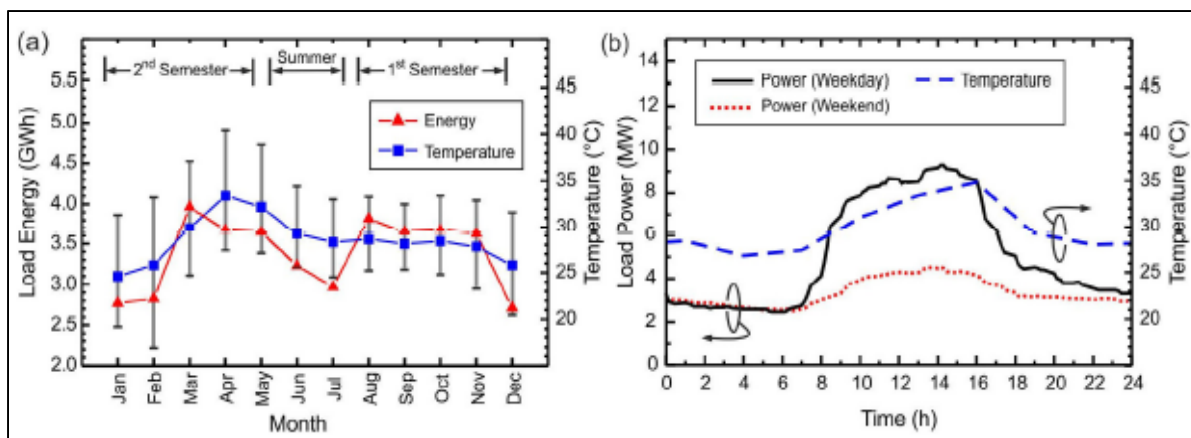 (a)
2nd Semester
Summer
1st Semester
Energy
Temperature
Load Energy (GWh)
5.5
5.0
4.5
4.0
3.5
3.0
2.5
2.0
Temperature (°C)
45
40
35
30
25
20
Jan
Feb
Mar
Apr
May
Jun
Jul
Aug
Sep
Oct
Nov
Dec
Month
(b)
Power (Weekday)
Temperature
Power (Weekend)
Load Power (MW)
14
12
10
8
6
4
2
0
Temperature (°C)
45
40
35
30
25
20
0 2 4 6 8 10 12 14 16 18 20 22 24
Time (h)